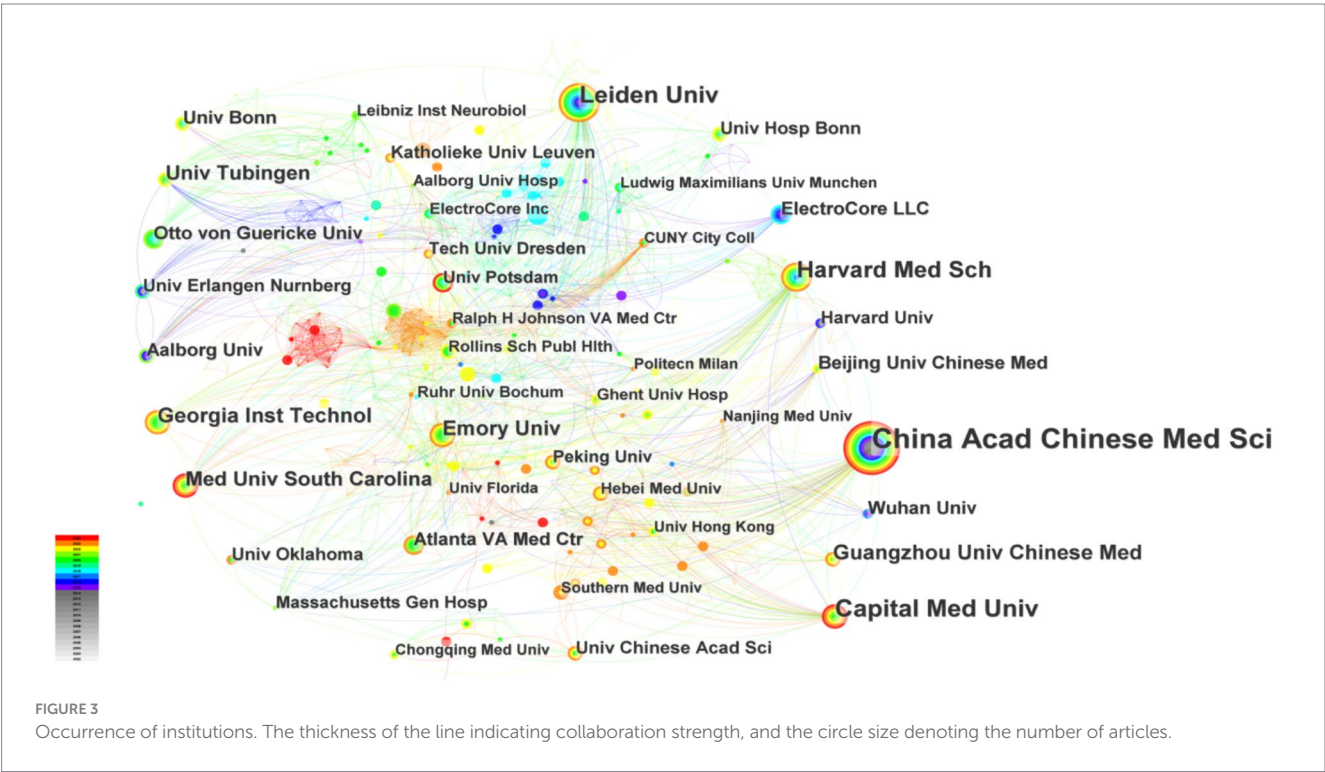 Leiden Univ
Leibniz Inst Neurobiol
Univ Bonn
Univ Hosp Bonn
Katholieke Univ Leuven
Univ Tubingen
Aalborg Univ Hosp
Ludwig Maximilians Univ Munchen
ElectroCore Inc
ElectroCore LLC
Otto von Guericke Univ
CUNY City Coll
Tech Univ Dresden
Harvard Med Sch
Univ Potsdam
Univ Erlangen Nurnberg
Ralph H Johnson VA Med Ctr
Harvard Univ
Rollins Sch Publ Hlth
Aalborg Univ
Politecn Milan
Beijing Univ Chinese Med
Ruhr Univ Bochum
Ghent Univ Hosp
Georgia Inst Technol
Nanjing Med Univ
Emory Univ
China Acad Chinese Med Sci
Peking Univ
Med Univ South Carolina
Univ Florida
Hebei Med Univ
Wuhan Univ
Univ Hong Kong
Atlanta VA Med Ctr
Univ Oklahoma
Guangzhou Univ Chinese Med
Southern Med Univ
Massachusetts Gen Hosp
Capital Med Univ
Chongqing Med Univ
Univ Chinese Acad Sci
FIGURE 3
Occurrence of institutions. The thickness of the line indicating collaboration strength, and the circle size denoting the number of articles.